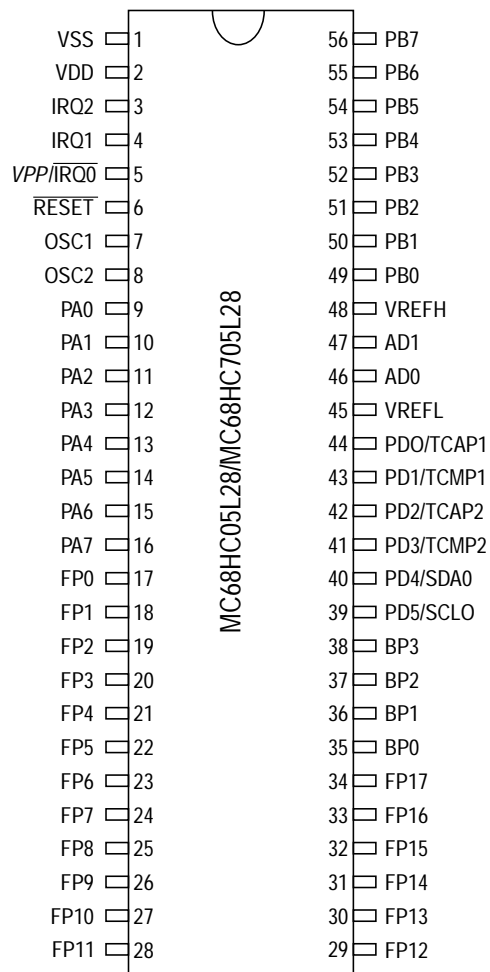 VSS 1 56 PB7
VDD 2 55 PB6
IRQ2 3 54 PB5
IRQ1 4 53 PB4
VPP/IRQ0 5 52 PB3
RESET 6 51 PB2
OSC1 7 50 PB1
OSC2 8 49 PB0
PA0 9 48 VREFH
PA1 10 47 AD1
PA2 11 46 AD0
PA3 12 45 VREFL
PA4 13 44 PDO/TCAP1
PA5 14 43 PD1/TCMP1
PA6 15 42 PD2/TCAP2
PA7 16 41 PD3/TCMP2
FP0 17 40 PD4/SDA0
FP1 18 39 PD5/SCLO
FP2 19 38 BP3
FP3 20 37 BP2
FP4 21 36 BP1
FP5 22 35 BP0
FP6 23 34 FP17
FP7 24 33 FP16
FP8 25 32 FP15
FP9 26 31 FP14
FP10 27 30 FP13
FP11 28 29 FP12
MC68HC05L28/MC68HC705L28